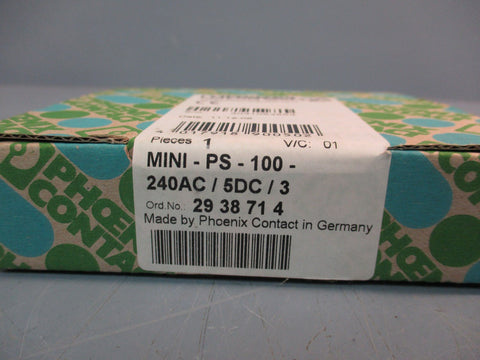 Pieces 1 V/C: 01
MINI - PS - 100 -
240AC / 5DC / 3
Ord.No.: 29 38 71 4
Made by Phoenix Contact in Germany
PHOENIX
CONTACT